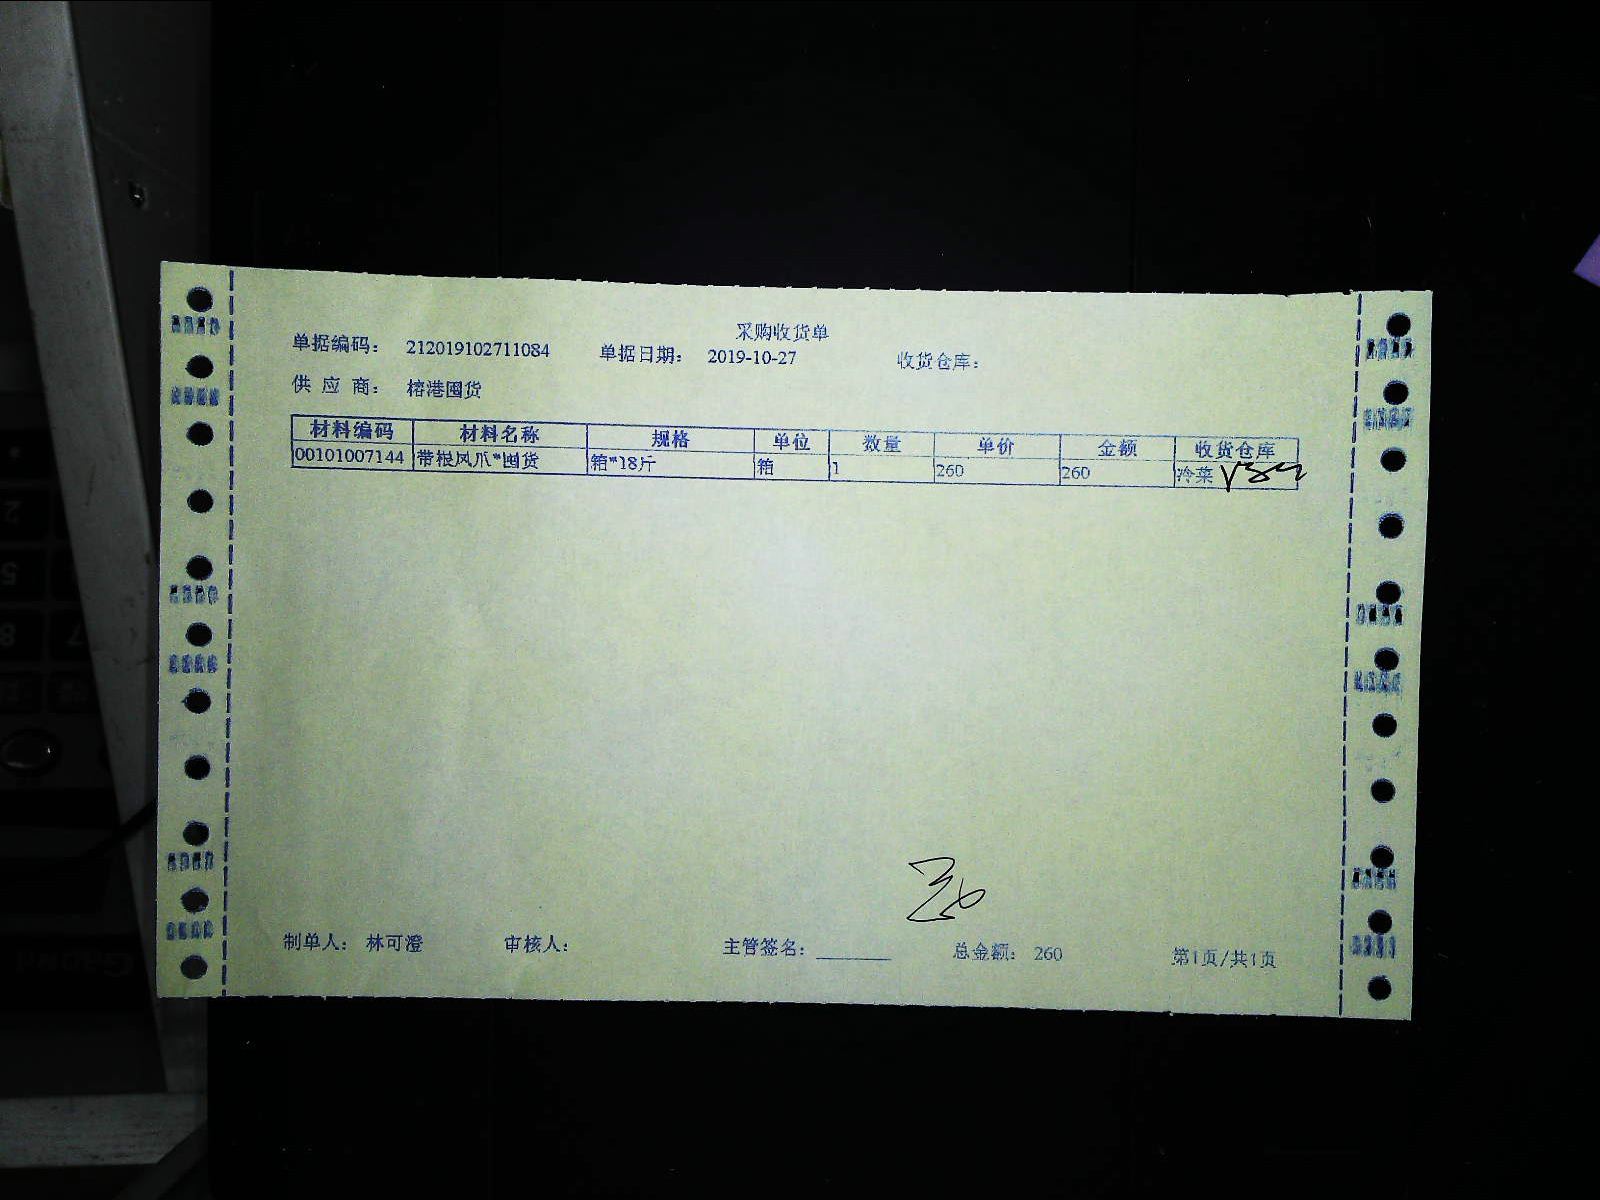 采购收货单
单据编码： 212019102711084 单据日期： 2019-10-27 收货仓库：
供 应 商： 榕港囤货
材料编码 材料名称 规格 单位 数量 单价 金额 收货仓库
00101007144 带根凤爪*囤货 箱*18斤 箱 1 260 260 冷菜
制单人： 林可澄 审核人： 主管签名： 总金额： 260 第1页/共1页